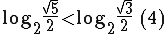 log₂ √5/2 < log₂ √3/2 (4)